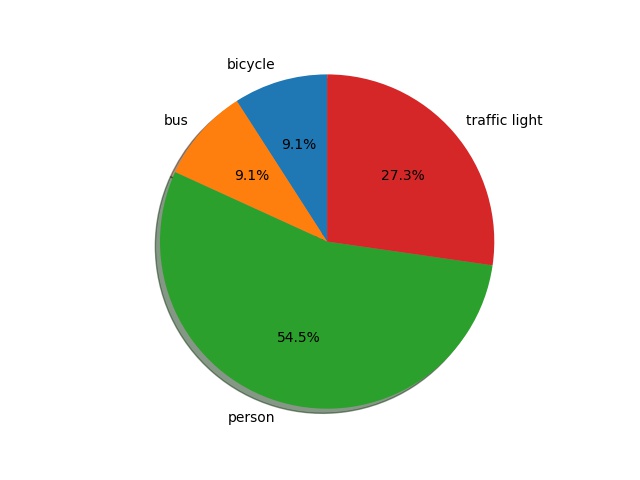 bicycle
bus
traffic light
9.1%
9.1%
27.3%
54.5%
person